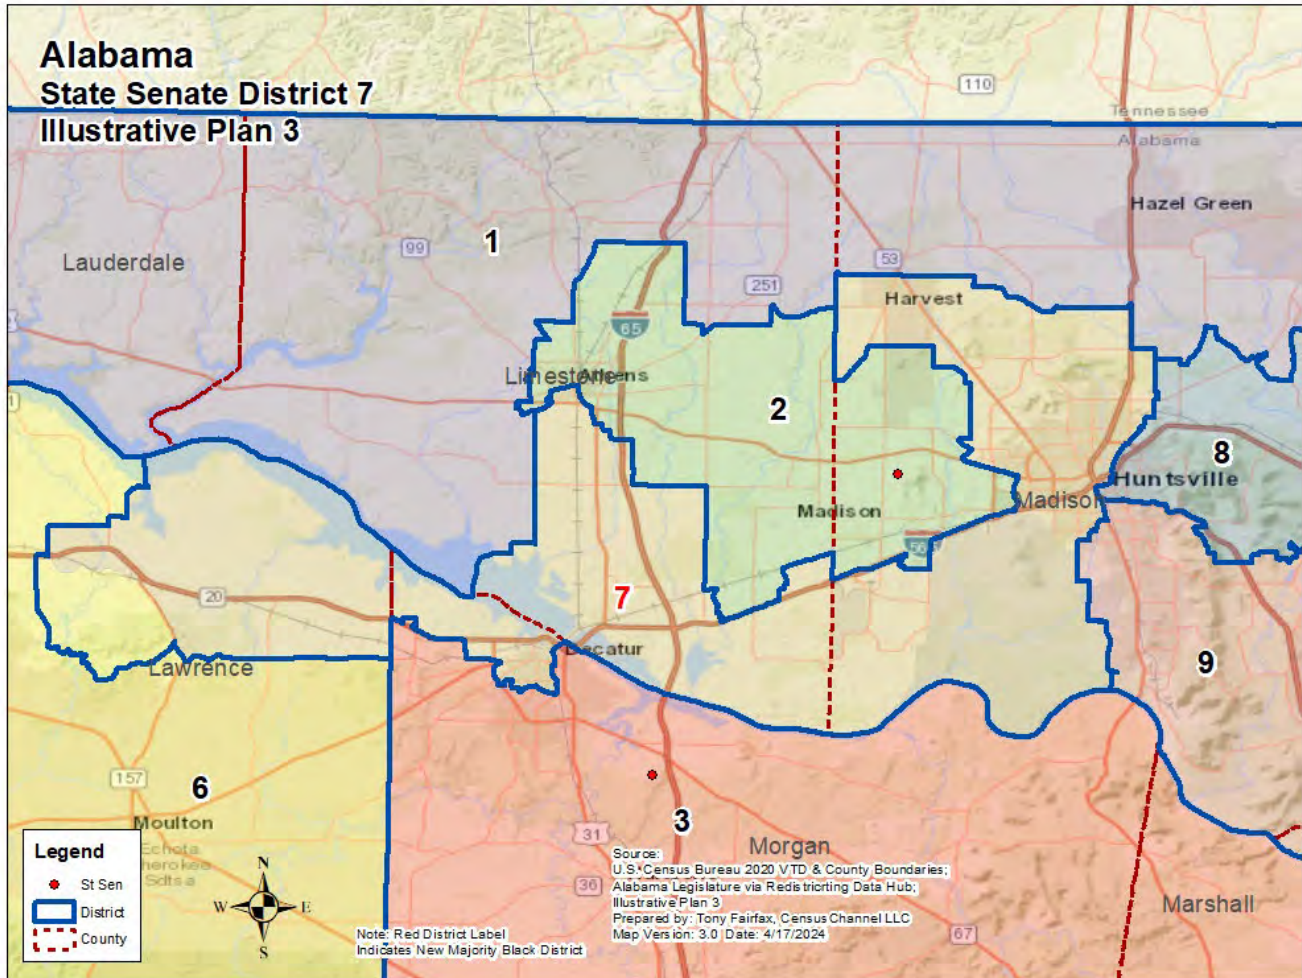 Alabama
State Senate District 7
Illustrative Plan 3
110
Tennessee
Alabama
Hazel Green
1
99
53
Lauderdale
251
Harvest
65
Limestone
Athens
2
8
Huntsville
Madison
Madison
565
7
20
Decatur
Lawrence
9
157
6
Moulton
Echota
Cherokee
Sdtsa
3
31
Morgan
36
Marshall
67
Legend
St Sen
District
County
N
W
E
S
Note: Red District Label
Indicates New Majority Black District
Source:
U.S. Census Bureau 2020 VTD & County Boundaries;
Alabama Legislature via Redistricting Data Hub;
Illustrative Plan 3
Prepared by: Tony Fairfax, CensusChannel LLC
Map Version: 3.0 Date: 4/17/2024